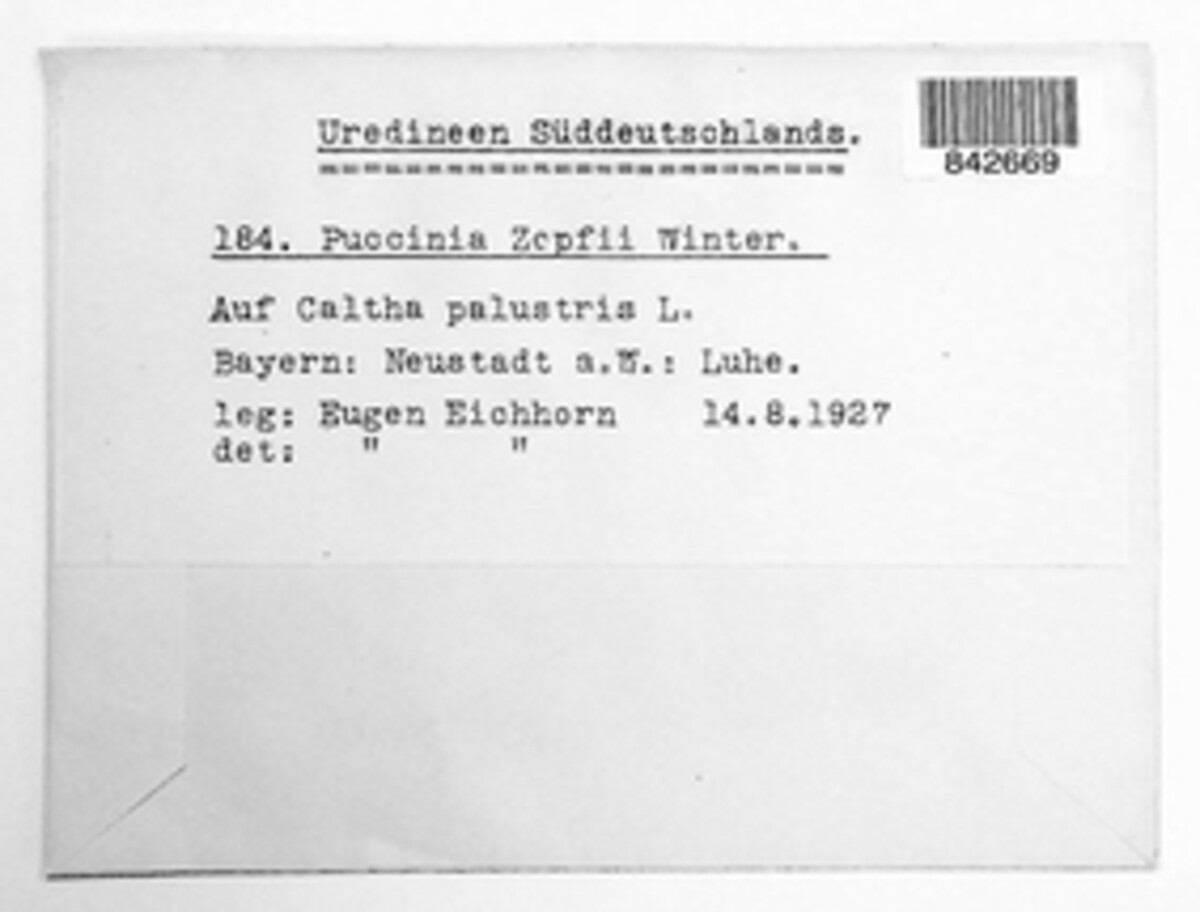 Uredineen Süddeutschlands.
842669
184. Puccinia Zopfii Winter.
Auf Caltha palustris L.
Bayern: Neustadt a.W.: Luhe.
leg: Eugen Eichhorn 14.8.1927
det: " "